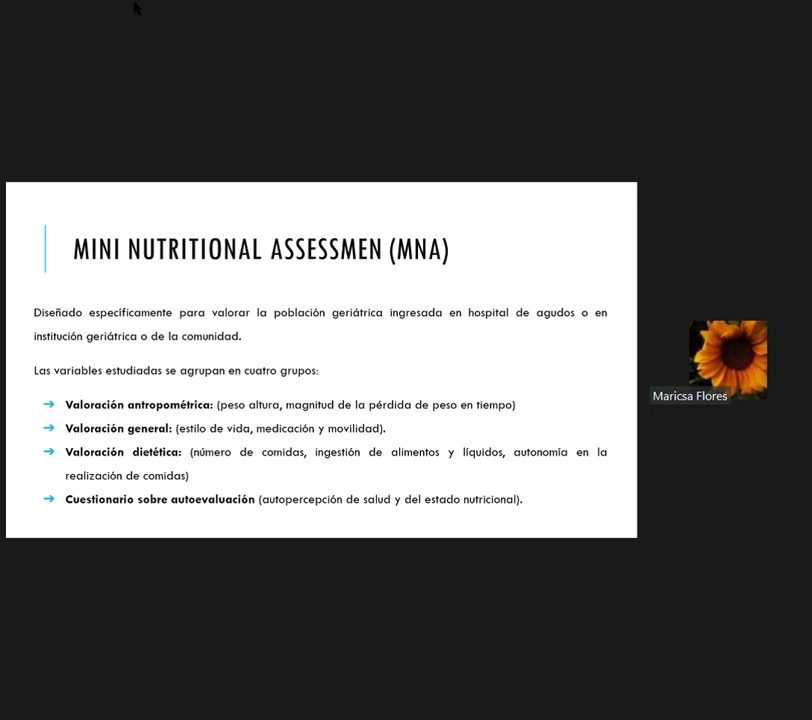 MINI NUTRITIONAL ASSESSMEN (MNA)
Diseñado específicamente para valorar la población geriátrica ingresada en hospital de agudos o en
institución geriátrica o de la comunidad.
Las variables estudiadas se agrupan en cuatro grupos:
➔ Valoración antropométrica: (peso altura, magnitud de la pérdida de peso en tiempo)
➔ Valoración general: (estilo de vida, medicación y movilidad).
➔ Valoración dietética: (número de comidas, ingestión de alimentos y líquidos, autonomía en la
realización de comidas)
➔ Cuestionario sobre autoevaluación (autopercepción de salud y del estado nutricional).
Maricsa Flores